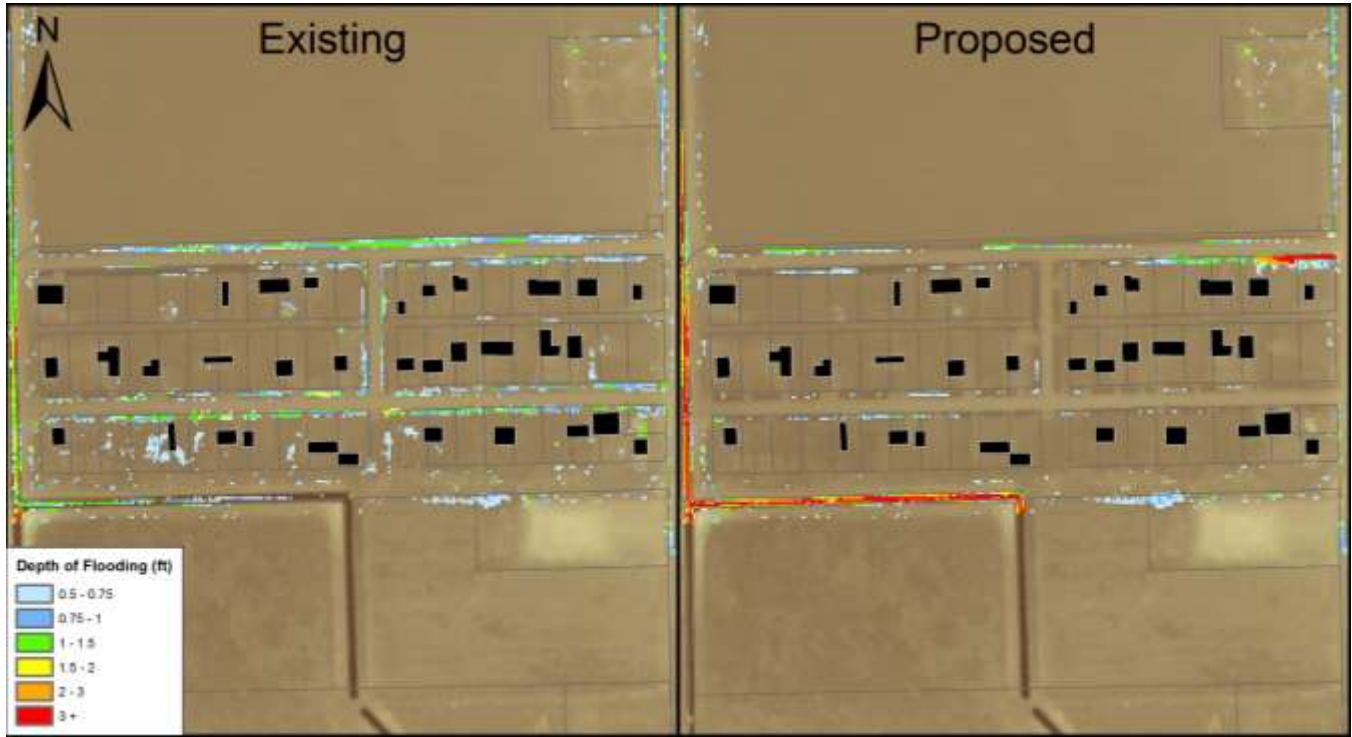 N
Existing
Proposed
Depth of Flooding (ft)
0.5 - 0.75
0.75 - 1
1 - 1.5
1.5 - 2
2 - 3
3 +